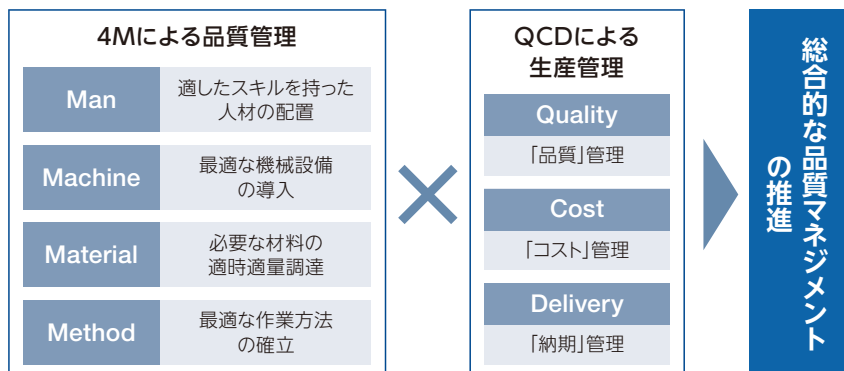 4Mによる品質管理
Man
適したスキルを持った
人材の配置
Machine
最適な機械設備
の導入
Material
必要な材料の
適時適量調達
Method
最適な作業方法
の確立
QCDによる
生産管理
Quality
「品質」管理
Cost
「コスト」管理
Delivery
「納期」管理
総合的な品質マネジメント
の推進